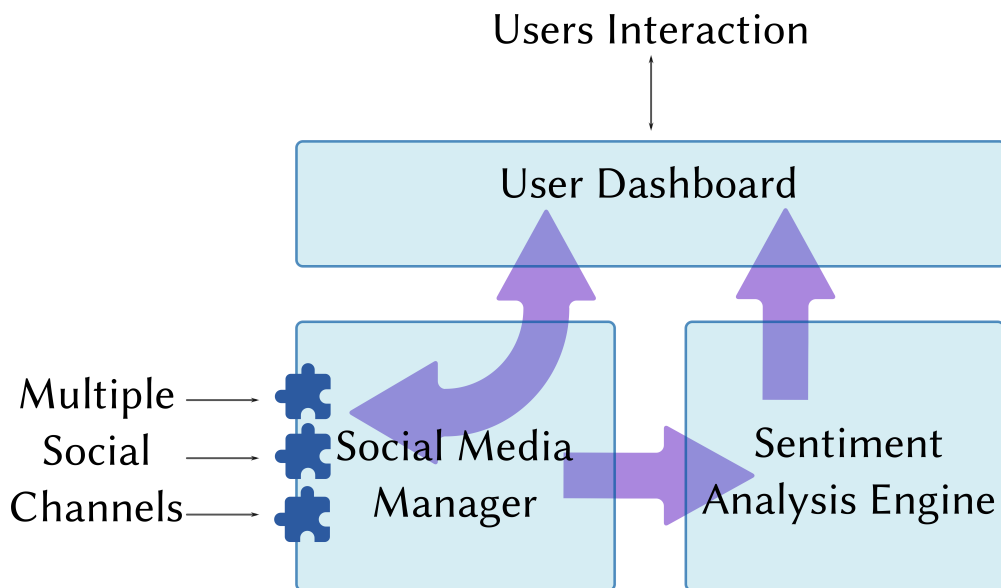 Users Interaction
User Dashboard
Multiple
Social
Channels
Social Media
Manager
Sentiment
Analysis Engine